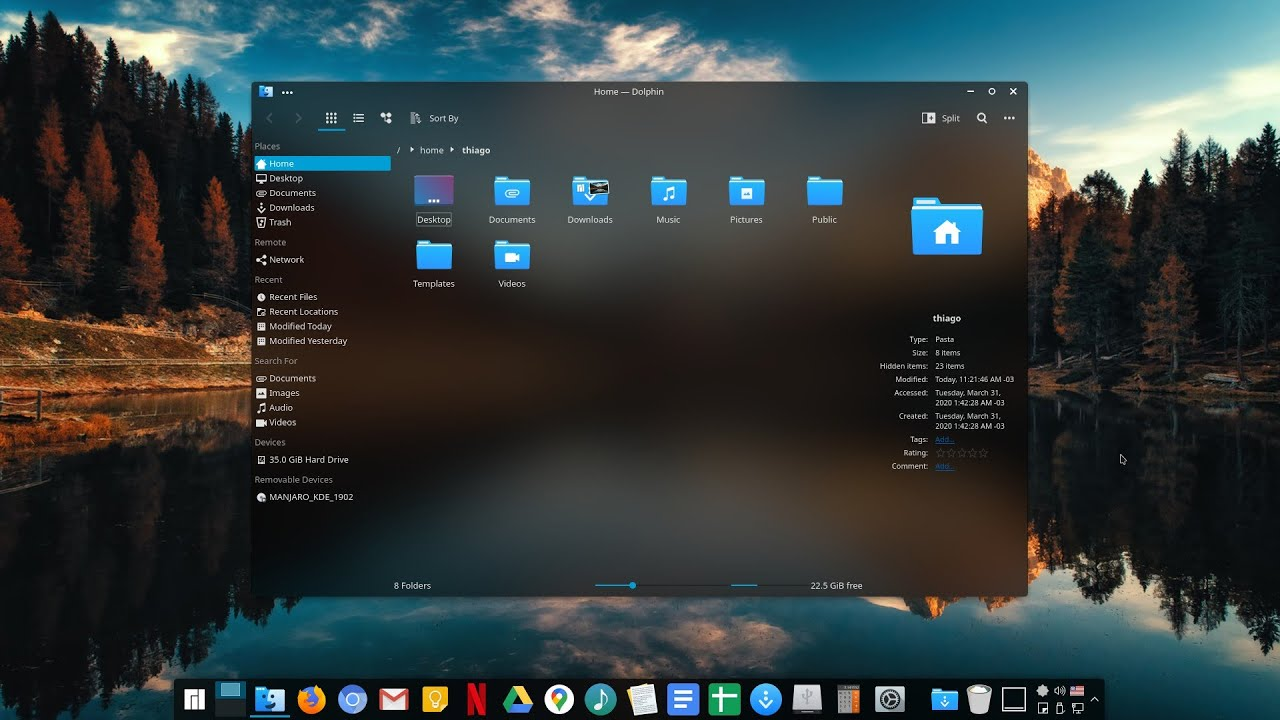 Home — Dolphin
Sort By
Split
Places
/ home thiago
Home
Desktop
Documents
Downloads
Trash
Remote
Network
Recent
Recent Files
Recent Locations
Modified Today
Modified Yesterday
Search For
Documents
Images
Audio
Videos
Devices
35.0 GiB Hard Drive
Removable Devices
MANJARO_KDE_1902
Desktop
Documents
Downloads
Music
Pictures
Public
Templates
Videos
thiago
Type: Pasta
Size: 8 items
Hidden items: 23 items
Modified: Today, 11:21:46 AM -03
Accessed: Tuesday, March 31,
2020 1:42:28 AM -03
Created: Tuesday, March 31,
2020 1:42:28 AM -03
Tags: Add...
Rating:
Comment: Add...
8 Folders
22.5 GiB free